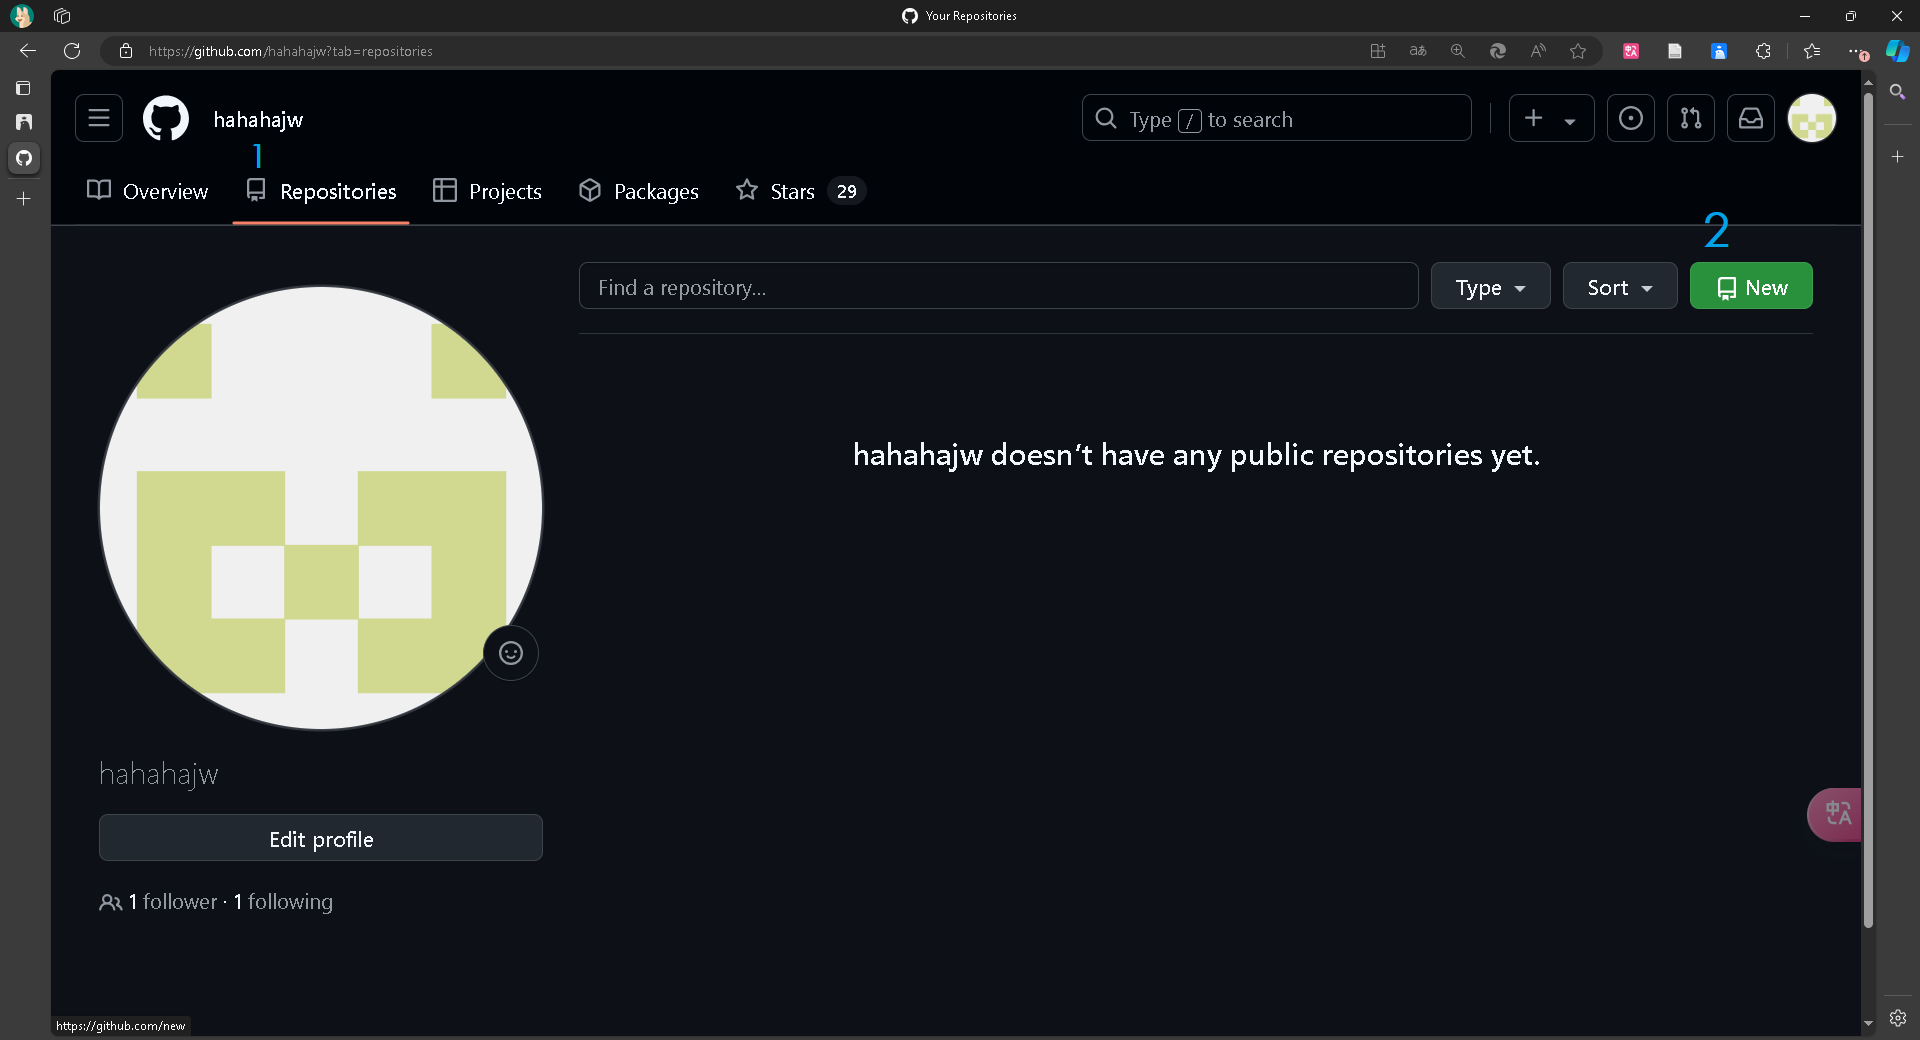 Your Repositories
https://github.com/hahahajw?tab=repositories
hahahajw
Type / to search
1
Overview
Repositories
Projects
Packages
Stars 29
2
Find a repository...
Type
Sort
New
hahahajw doesn't have any public repositories yet.
hahahajw
Edit profile
1 follower · 1 following
https://github.com/new